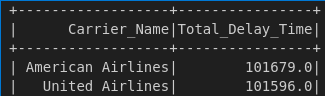 +------------------+----------------+
|      Carrier_Name|Total_Delay_Time|
+------------------+----------------+
| American Airlines|        101679.0|
|   United Airlines|        101596.0|